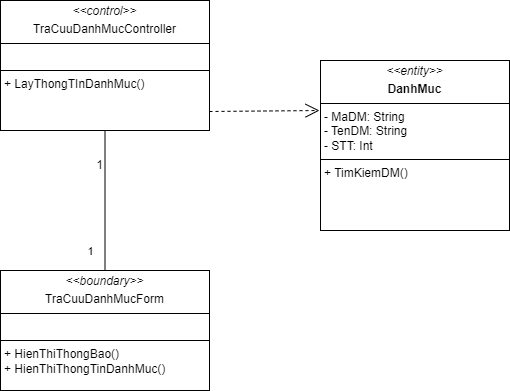 <<control>>
TraCuuDanhMucController
+ LayThongTInDanhMuc()
<<entity>>
DanhMuc
- MaDM: String
- TenDM: String
- STT: Int
+ TimKiemDM()
1
1
<<boundary>>
TraCuuDanhMucForm
+ HienThiThongBao()
+ HienThiThongTinDanhMuc()